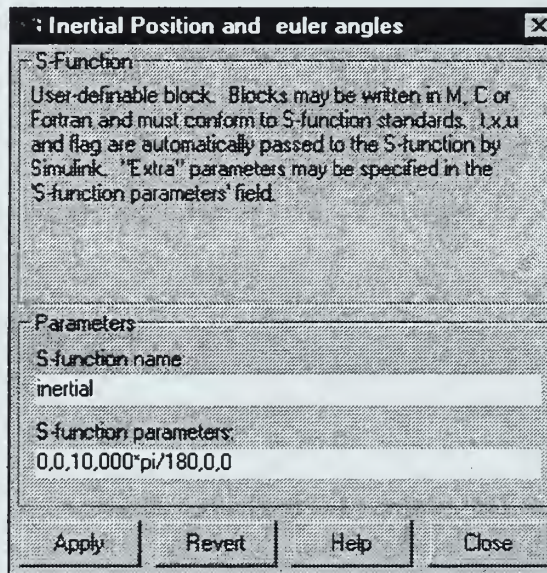 Inertial Position and euler angles
S-Function
User-definable block. Blocks may be written in M, C or
Fortran and must conform to S-function standards. t,x,u
and flag are automatically passed to the S-function by
Simulink. "Extra" parameters may be specified in the
'S-function parameters' field.
Parameters
S-function name:
inertial
S-function parameters:
0,0,10,000*pi/180,0,0
Apply Revert Help Close